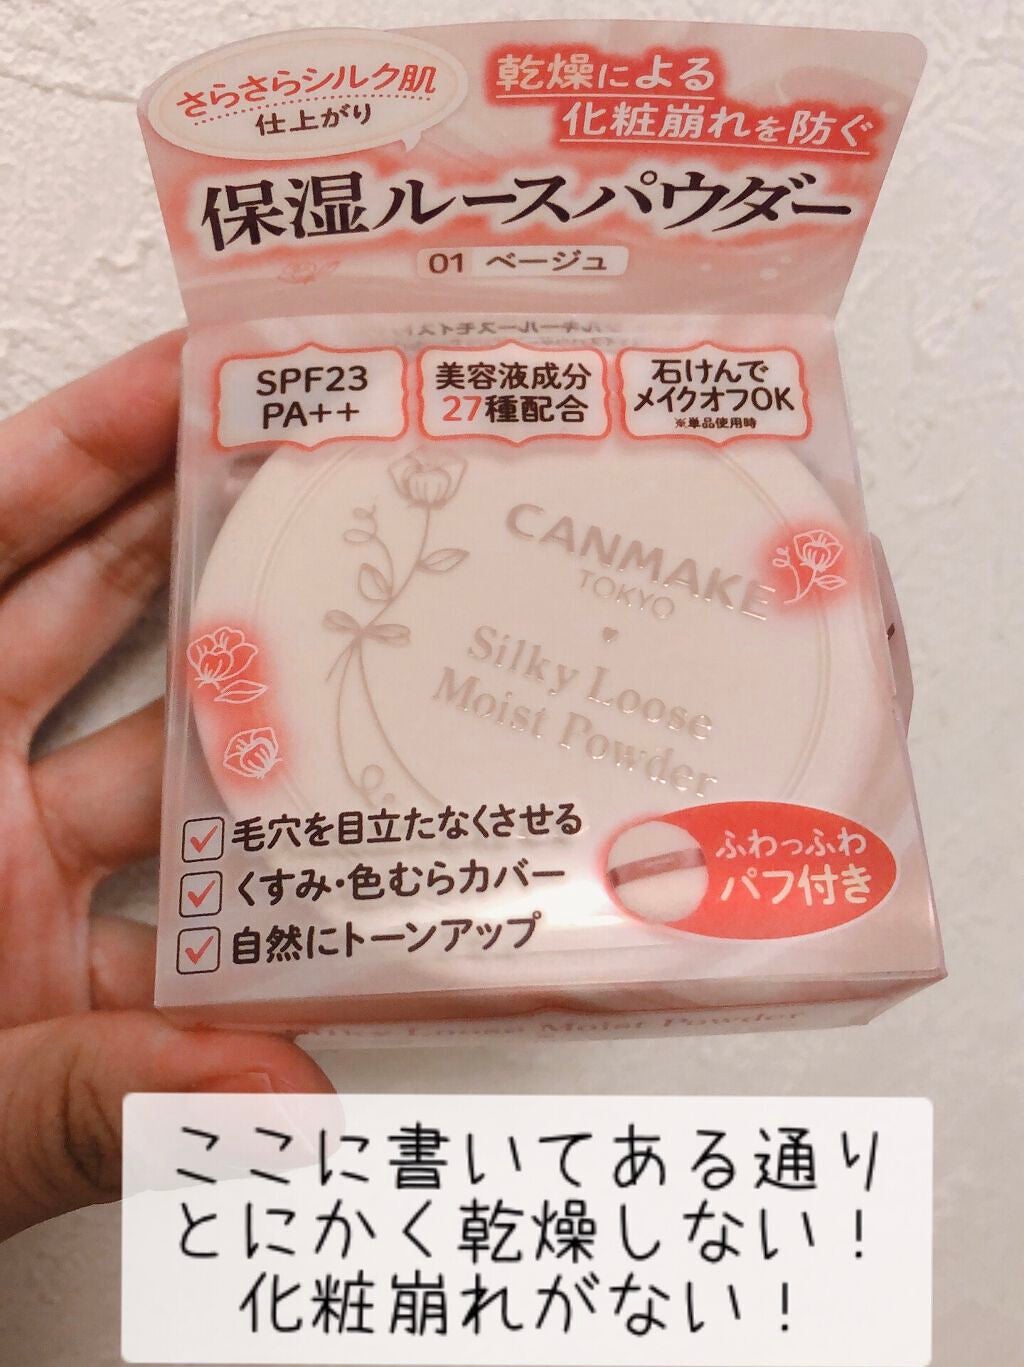 さらさらシルク肌
仕上がり
乾燥による
化粧崩れを防ぐ
保湿ルースパウダー
01 ベージュ
SPF23
PA++
美容液成分
27種配合
石けんで
メイクオフOK
※単品使用時
CANMAKE
TOKYO
Silky Loose
Moist Powder
毛穴を目立たなくさせる
くすみ・色むらカバー
自然にトーンアップ
ふわっふわ
パフ付き
Silky Loose Moist Powder
ここに書いてある通り
とにかく乾燥しない！
化粧崩れがない！